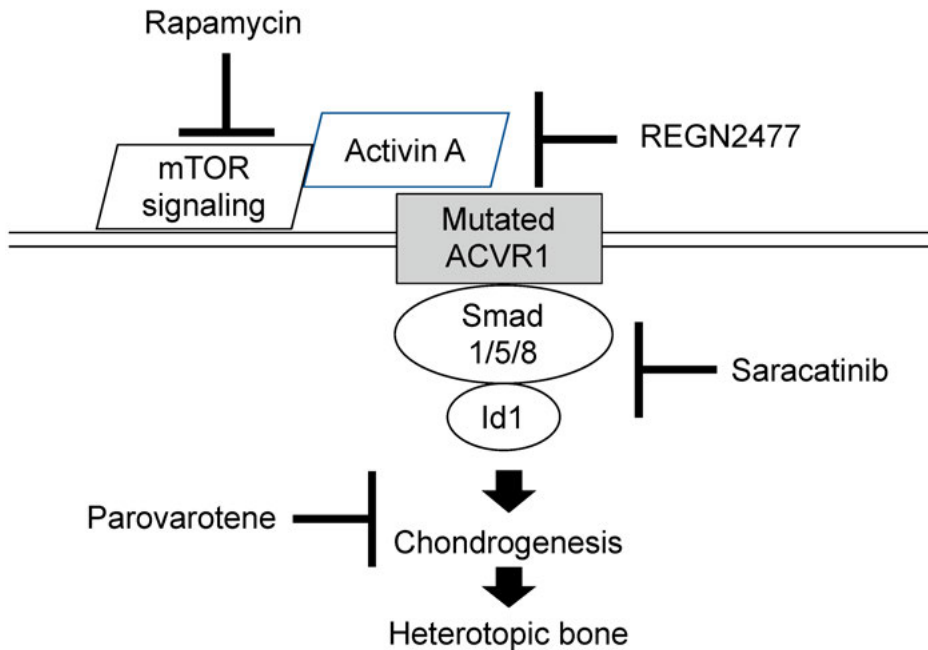 Rapamycin
Activin A
REGN2477
mTOR
signaling
Mutated
ACVR1
Smad
1/5/8
Saracatinib
Id1
Parovarotene
Chondrogenesis
Heterotopic bone